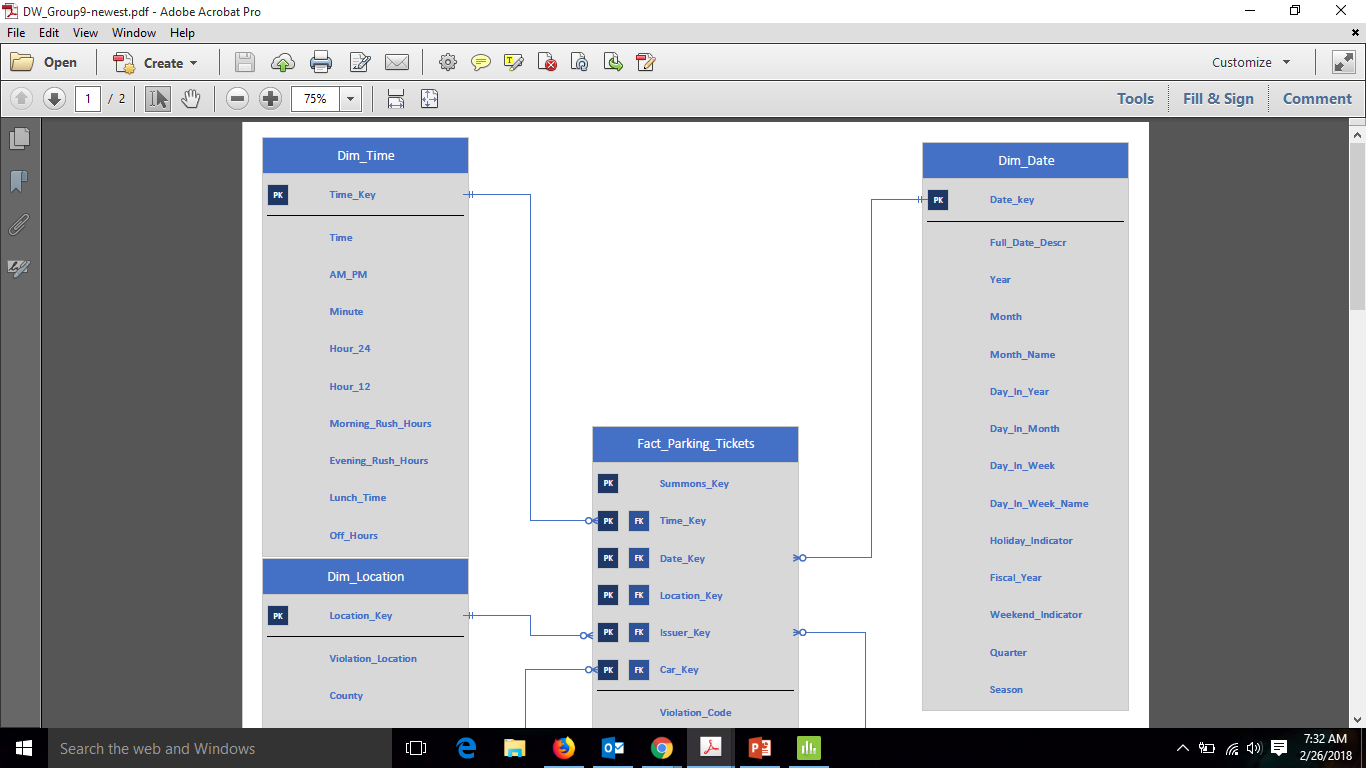 DW_Group9-newest.pdf - Adobe Acrobat Pro
File Edit View Window Help
Open Create Customize
1 / 2 75% Tools Fill & Sign Comment
Dim_Time
PK Time_Key
Time
AM_PM
Minute
Hour_24
Hour_12
Morning_Rush_Hours
Evening_Rush_Hours
Lunch_Time
Off_Hours
Dim_Location
PK Location_Key
Violation_Location
County
Fact_Parking_Tickets
PK Summons_Key
PK FK Time_Key
PK FK Date_Key
PK FK Location_Key
PK FK Issuer_Key
PK FK Car_Key
Violation_Code
Dim_Date
PK Date_key
Full_Date_Descr
Year
Month
Month_Name
Day_In_Year
Day_In_Month
Day_In_Week
Day_In_Week_Name
Holiday_Indicator
Fiscal_Year
Weekend_Indicator
Quarter
Season
Search the web and Windows
7:32 AM
2/26/2018